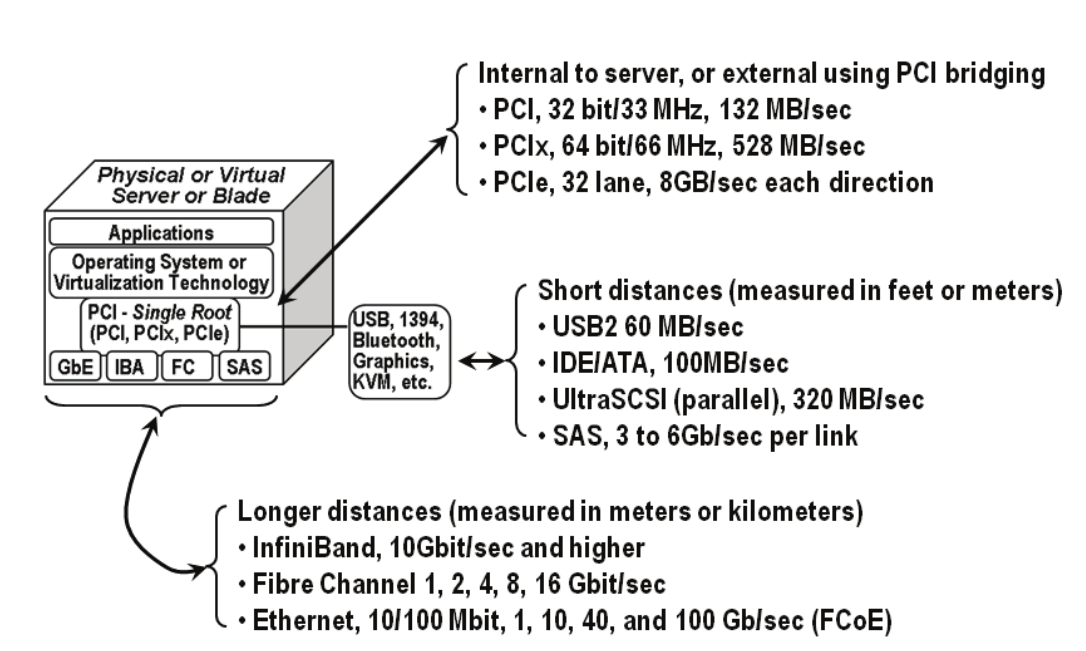 Internal to server, or external using PCI bridging
• PCI, 32 bit/33 MHz, 132 MB/sec
• PCIx, 64 bit/66 MHz, 528 MB/sec
• PCIe, 32 lane, 8GB/sec each direction
Physical or Virtual
Server or Blade
Applications
Operating System or
Virtualization Technology
PCI - Single Root
(PCI, PCIx, PCIe)
GbE IBA FC SAS
USB, 1394,
Bluetooth,
Graphics,
KVM, etc.
Short distances (measured in feet or meters)
• USB2 60 MB/sec
• IDE/ATA, 100MB/sec
• UltraSCSI (parallel), 320 MB/sec
• SAS, 3 to 6Gb/sec per link
Longer distances (measured in meters or kilometers)
• InfiniBand, 10Gbit/sec and higher
• Fibre Channel 1, 2, 4, 8, 16 Gbit/sec
• Ethernet, 10/100 Mbit, 1, 10, 40, and 100 Gb/sec (FCoE)